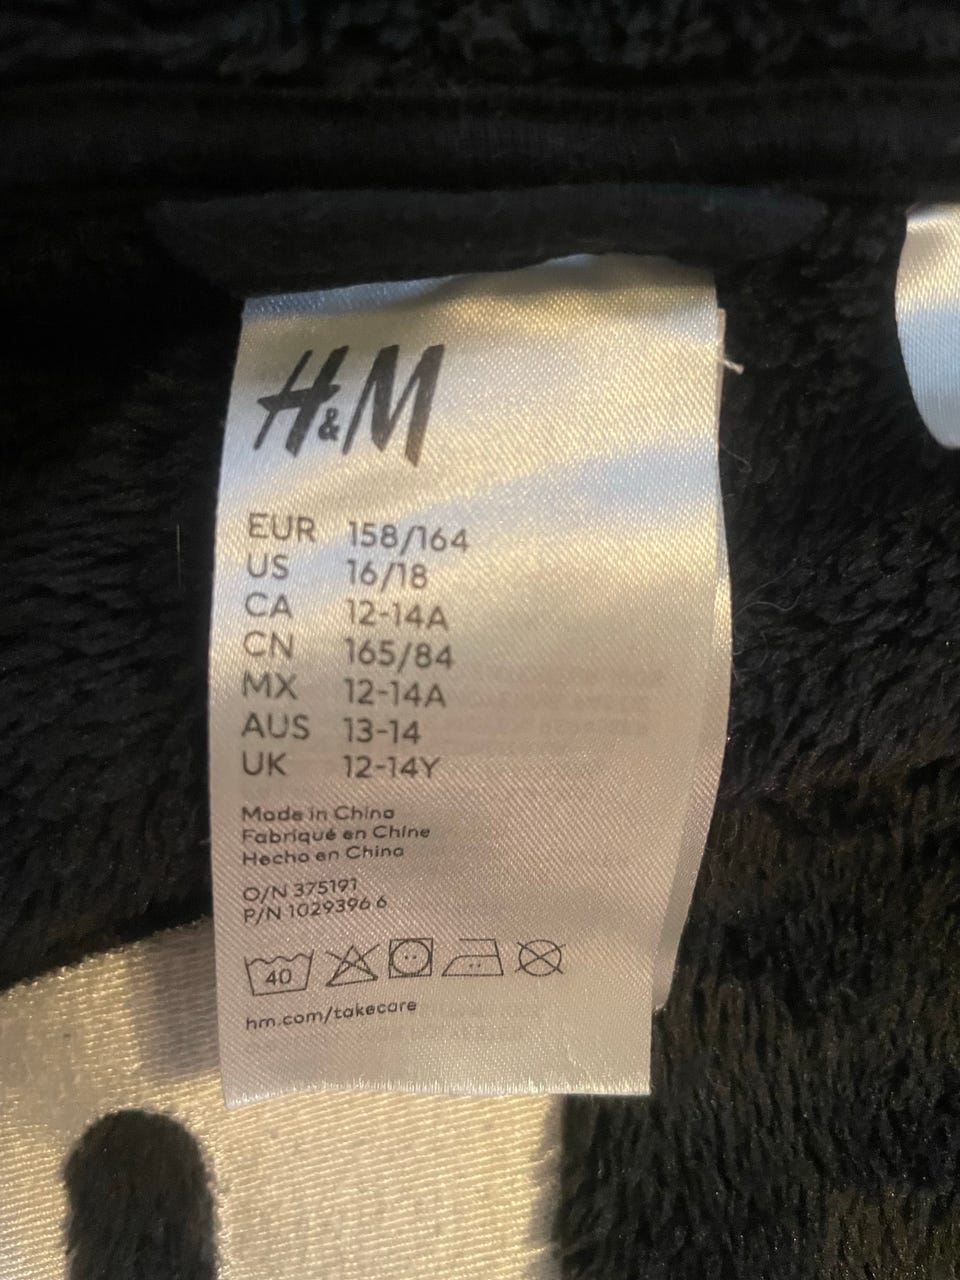 H&M
EUR 158/164
US 16/18
CA 12-14A
CN 165/84
MX 12-14A
AUS 13-14
UK 12-14Y
Made in China
Fabriqué en Chine
Hecho en China
O/N 375191
P/N 1029396 6
40
hm.com/takecare